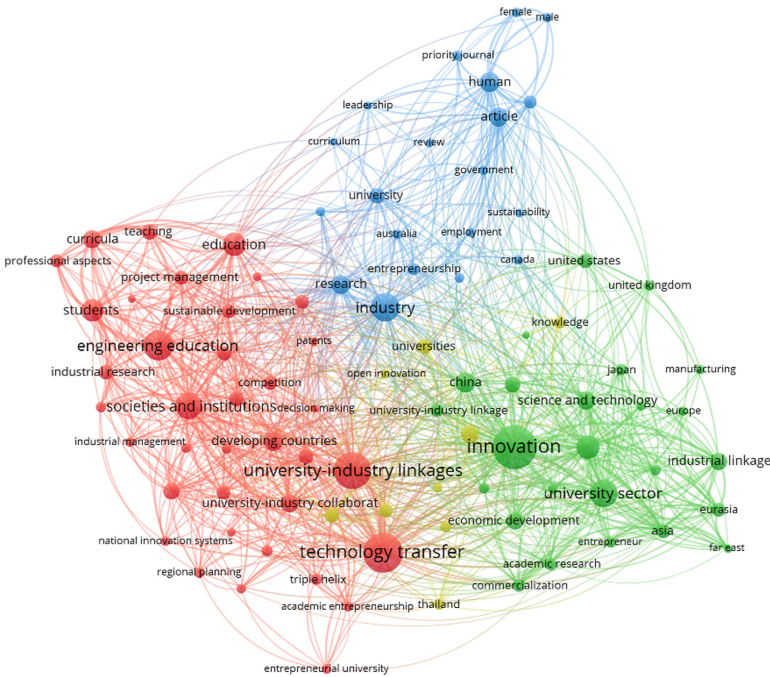 female
male
priority journal
human
leadership
article
curriculum
review
government
university
sustainability
teaching
australia
employment
curricula
education
professional aspects
entrepreneurship
canada
united states
project management
research
united kingdom
students
sustainable development
industry
knowledge
engineering education
patents
universities
industrial research
open innovation
japan
manufacturing
competition
china
science and technology
societies and institutions
decision making
university-industry linkage
europe
industrial management
developing countries
innovation
industrial linkage
university-industry linkages
university sector
university-industry collaborat
eurasia
economic development
asia
national innovation systems
entrepreneur
far east
technology transfer
academic research
regional planning
triple helix
commercialization
academic entrepreneurship
thailand
entrepreneurial university